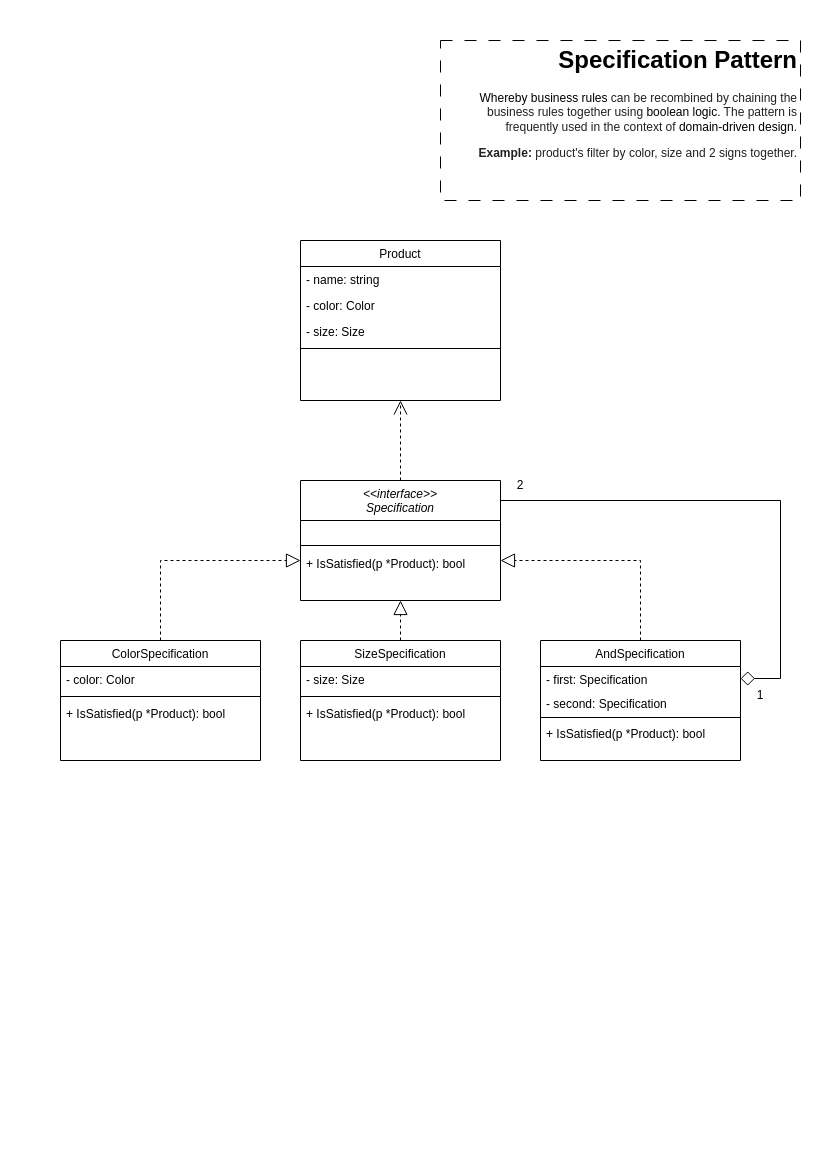 Specification Pattern
Whereby business rules can be recombined by chaining the
business rules together using boolean logic. The pattern is
frequently used in the context of domain-driven design.
Example: product's filter by color, size and 2 signs together.
Product
- name: string
- color: Color
- size: Size
<<interface>>
Specification
+ IsSatisfied(p *Product): bool
2
ColorSpecification
- color: Color
+ IsSatisfied(p *Product): bool
SizeSpecification
- size: Size
+ IsSatisfied(p *Product): bool
AndSpecification
- first: Specification
- second: Specification
+ IsSatisfied(p *Product): bool
1